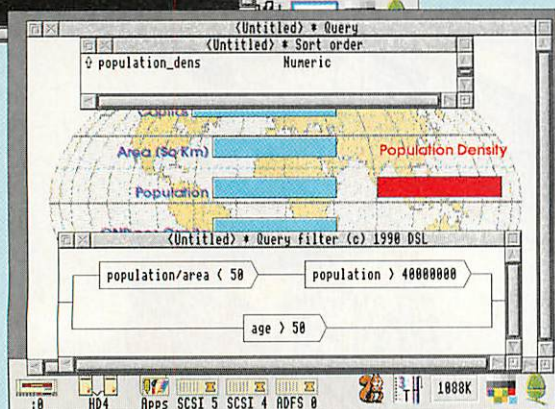 <Untitled> * Query
<Untitled> * Sort order
population_dens Numeric
Capital
Area (Sq Km)
Population Density
Population
<Untitled> * Query filter (c) 1990 DSL
population/area < 50
population > 40000000
age > 50
:0 HD4 Apps SCSI 5 SCSI 4 ADFS 0 1088K